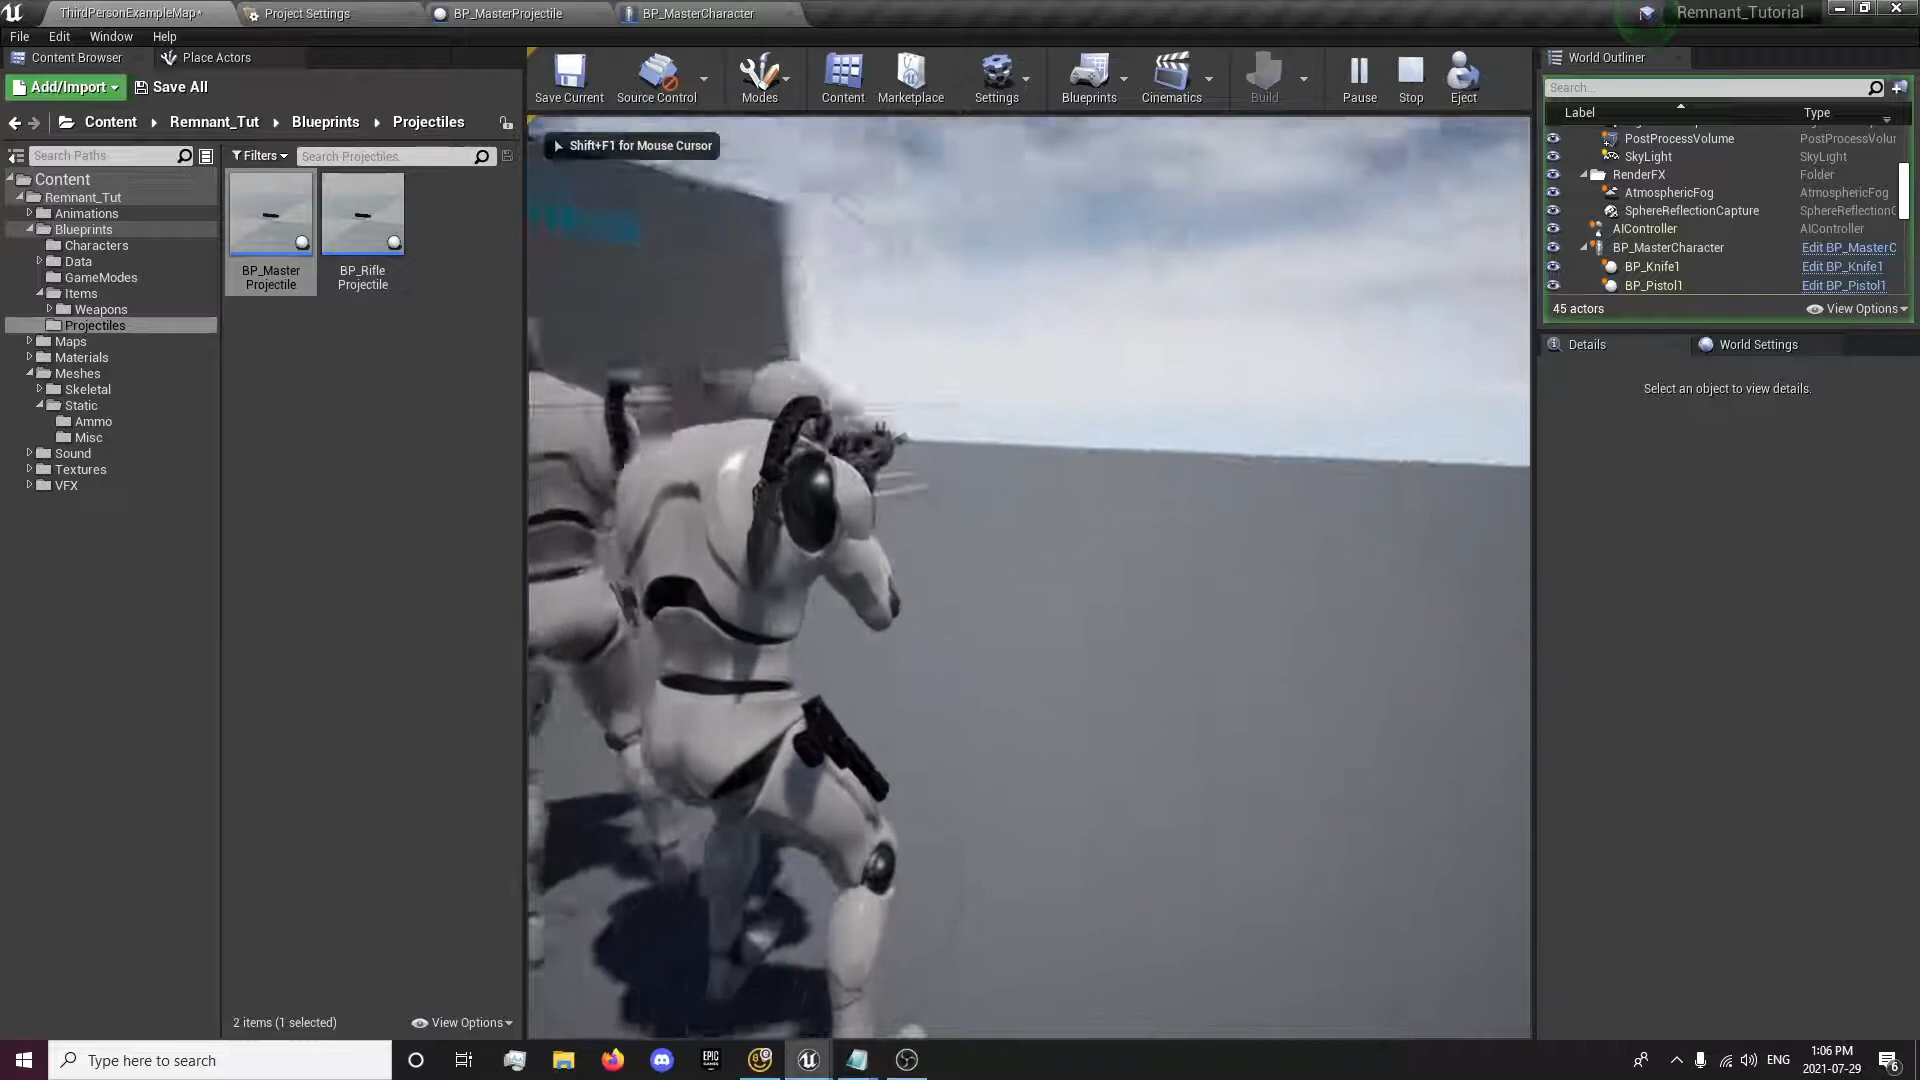 ThirdPersonExampleMap*
Project Settings
BP_MasterProjectile
BP_MasterCharacter
Remnant_Tutorial
File Edit Window Help
Content Browser
Place Actors
Add/Import
Save All
Content
Remnant_Tut
Blueprints
Projectiles
Search Paths
Filters
Search Projectiles
Content
Remnant_Tut
Animations
Blueprints
Characters
Data
GameModes
Items
Weapons
Projectiles
Maps
Materials
Meshes
Skeletal
Static
Ammo
Misc
Sound
Textures
VFX
BP_Master
Projectile
BP_Rifle
Projectile
2 items (1 selected)
View Options
Save Current
Source Control
Modes
Content
Marketplace
Settings
Blueprints
Cinematics
Build
Pause
Stop
Eject
Shift+F1 for Mouse Cursor
World Outliner
Search...
Label
Type
PostProcessVolume
PostProcessVolur
SkyLight
SkyLight
RenderFX
Folder
AtmosphericFog
AtmosphericFog
SphereReflectionCapture
SphereReflectionC
AIController
AIController
BP_MasterCharacter
Edit BP_MasterC
BP_Knife1
Edit BP_Knife1
BP_Pistol1
Edit BP_Pistol1
45 actors
View Options
Details
World Settings
Select an object to view details.
Type here to search
EPIC
ENG
1:06 PM
2021-07-29
6